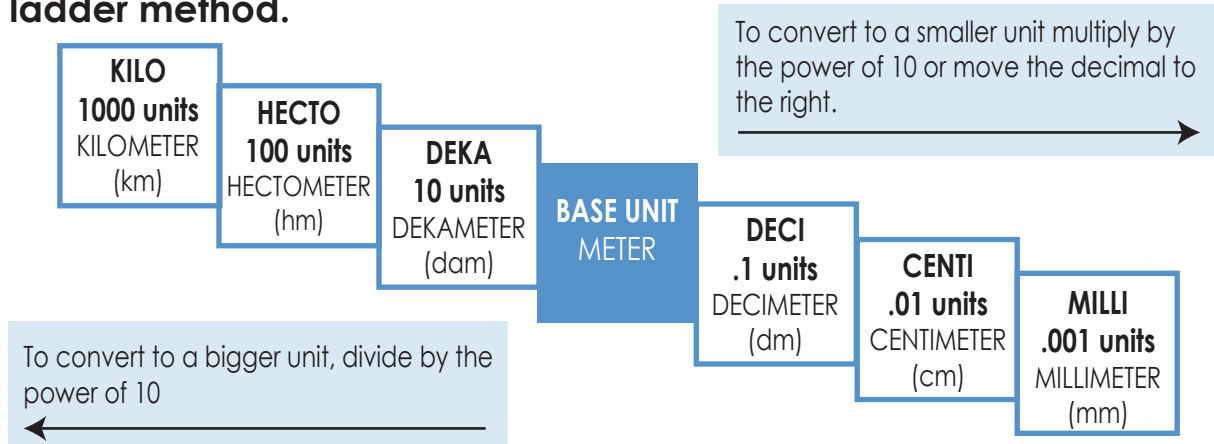 ladder method.
To convert to a smaller unit multiply by
the power of 10 or move the decimal to
the right.
KILO
1000 units
KILOMETER
(km)
HECTO
100 units
HECTOMETER
(hm)
DEKA
10 units
DEKAMETER
(dam)
BASE UNIT
METER
DECI
.1 units
DECIMETER
(dm)
CENTI
.01 units
CENTIMETER
(cm)
MILLI
.001 units
MILLIMETER
(mm)
To convert to a bigger unit, divide by the
power of 10